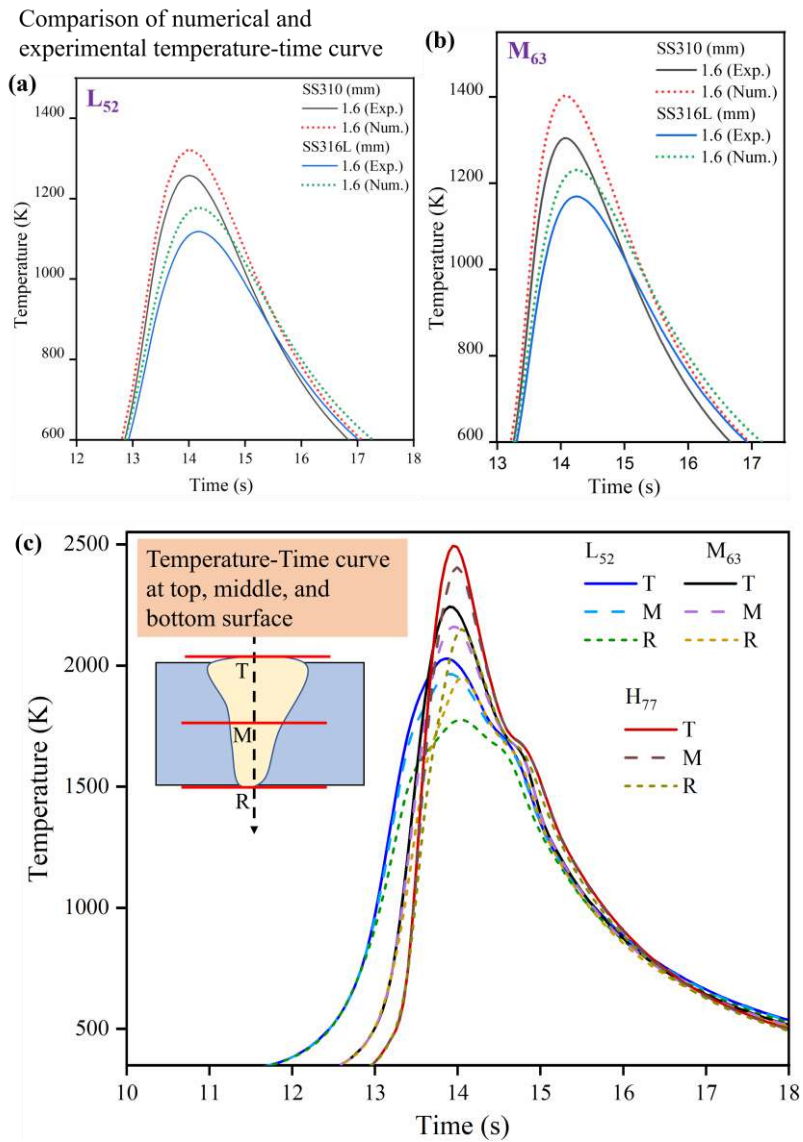 Comparison of numerical and
experimental temperature-time curve
(a)
L52
SS310 (mm)
1.6 (Exp.)
1.6 (Num.)
SS316L (mm)
1.6 (Exp.)
1.6 (Num.)
Temperature (K)
1400
1200
1000
800
600
12 13 14 15 16 17 18
Time (s)
(b)
M63
SS310 (mm)
1.6 (Exp.)
1.6 (Num.)
SS316L (mm)
1.6 (Exp.)
1.6 (Num.)
Temperature (K)
1400
1200
1000
800
600
13 14 15 16 17
Time (s)
(c)
Temperature-Time curve
at top, middle, and
bottom surface
T
M
R
L52 M63
T T
M M
R R
H77
T
M
R
Temperature (K)
2500
2000
1500
1000
500
10 11 12 13 14 15 16 17 18
Time (s)